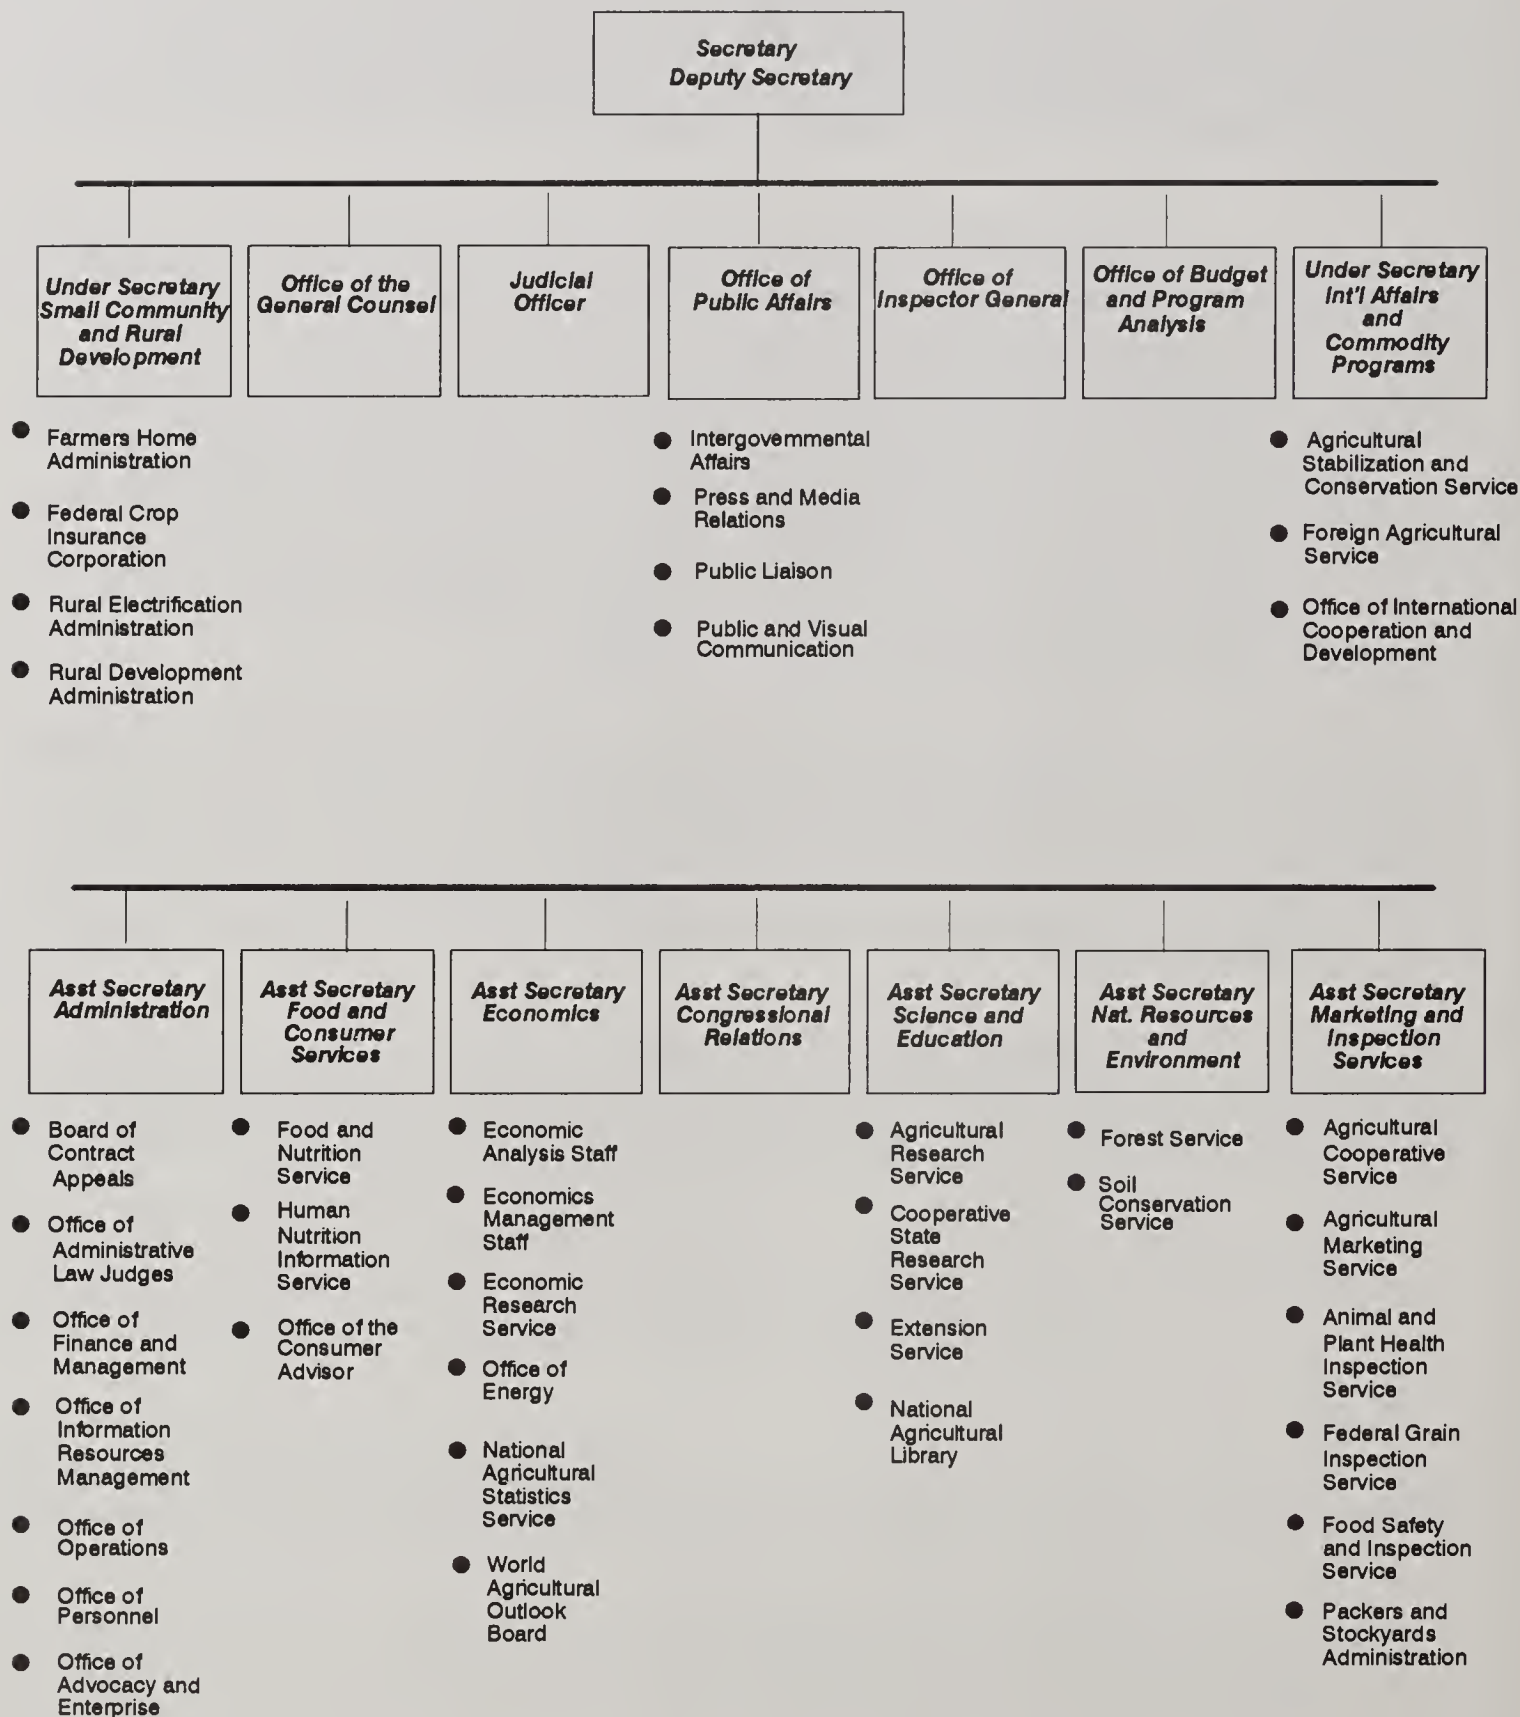 Secretary
Deputy Secretary
Under Secretary
Small Community
and Rural
Development
Office of the
General Counsel
Judicial
Officer
Office of
Public Affairs
Office of
Inspector General
Office of Budget
and Program
Analysis
Under Secretary
Int'l Affairs
and
Commodity
Programs
Farmers Home
Administration
Federal Crop
Insurance
Corporation
Rural Electrification
Administration
Rural Development
Administration
Intergovernmental
Affairs
Press and Media
Relations
Public Liaison
Public and Visual
Communication
Agricultural
Stabilization and
Conservation Service
Foreign Agricultural
Service
Office of International
Cooperation and
Development
Asst Secretary
Administration
Asst Secretary
Food and
Consumer
Services
Asst Secretary
Economics
Asst Secretary
Congressional
Relations
Asst Secretary
Science and
Education
Asst Secretary
Nat. Resources
and
Environment
Asst Secretary
Marketing and
Inspection
Services
Board of
Contract
Appeals
Office of
Administrative
Law Judges
Office of
Finance and
Management
Office of
Information
Resources
Management
Office of
Operations
Office of
Personnel
Office of
Advocacy and
Enterprise
Food and
Nutrition
Service
Human
Nutrition
Information
Service
Office of the
Consumer
Advisor
Economic
Analysis Staff
Economics
Management
Staff
Economic
Research
Service
Office of
Energy
National
Agricultural
Statistics
Service
World
Agricultural
Outlook
Board
Agricultural
Research
Service
Cooperative
State
Research
Service
Extension
Service
National
Agricultural
Library
Forest Service
Soil
Conservation
Service
Agricultural
Cooperative
Service
Agricultural
Marketing
Service
Animal and
Plant Health
Inspection
Service
Federal Grain
Inspection
Service
Food Safety
and Inspection
Service
Packers and
Stockyards
Administration